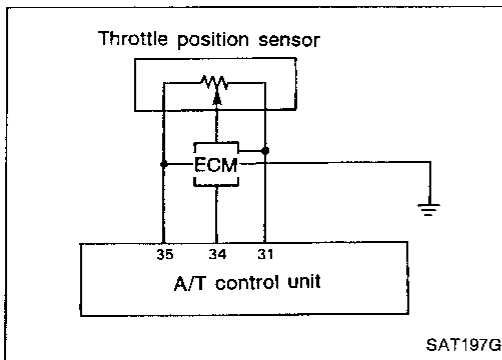 Throttle position sensor
ECM
35 34 31
A/T control unit
SAT197G